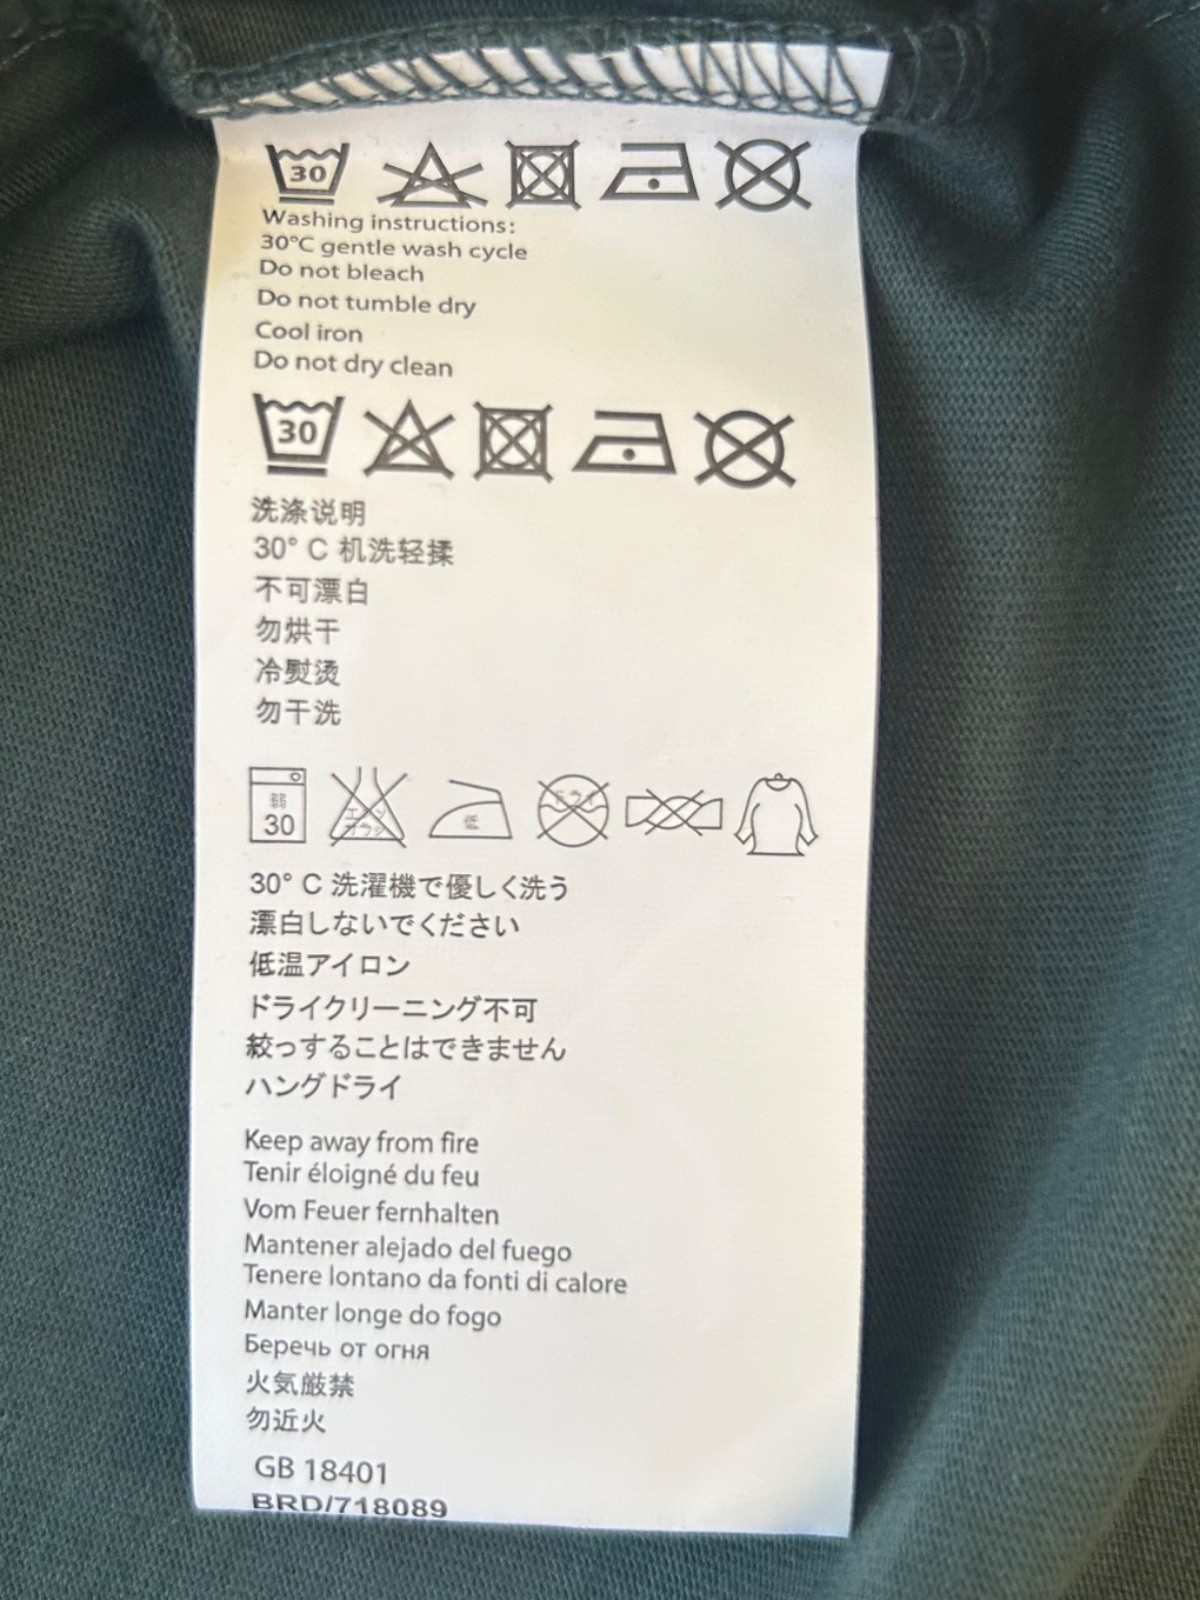 30
Washing instructions:
30°C gentle wash cycle
Do not bleach
Do not tumble dry
Cool iron
Do not dry clean
30
洗涤说明
30° C 机洗轻揉
不可漂白
勿烘干
冷熨烫
勿干洗
弱 30 低 ドライ
30° C 洗濯機で優しく洗う
漂白しないでください
低温アイロン
ドライクリーニング不可
絞っすることはできません
ハングドライ
Keep away from fire
Tenir éloigné du feu
Vom Feuer fernhalten
Mantener alejado del fuego
Tenere lontano da fonti di calore
Manter longe do fogo
Беречь от огня
火気厳禁
勿近火
GB 18401
BRD/718089